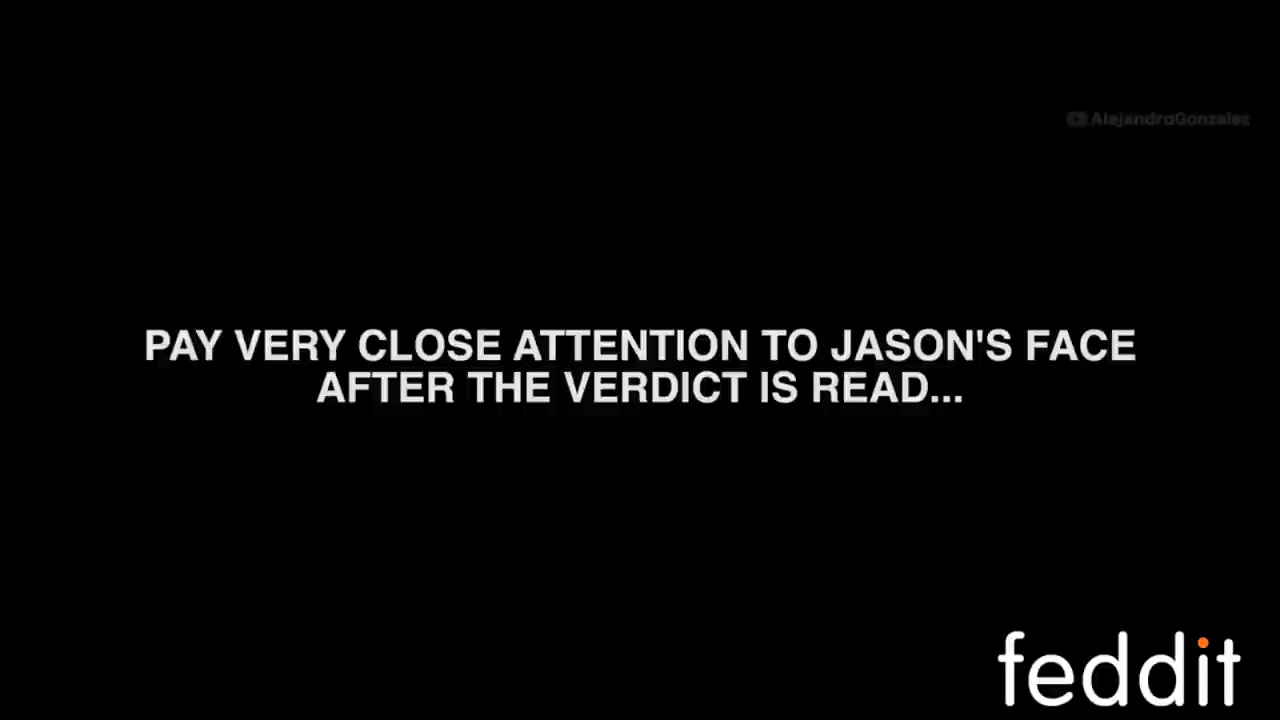 AlejandroGonzalez
PAY VERY CLOSE ATTENTION TO JASON'S FACE
AFTER THE VERDICT IS READ...
feddit